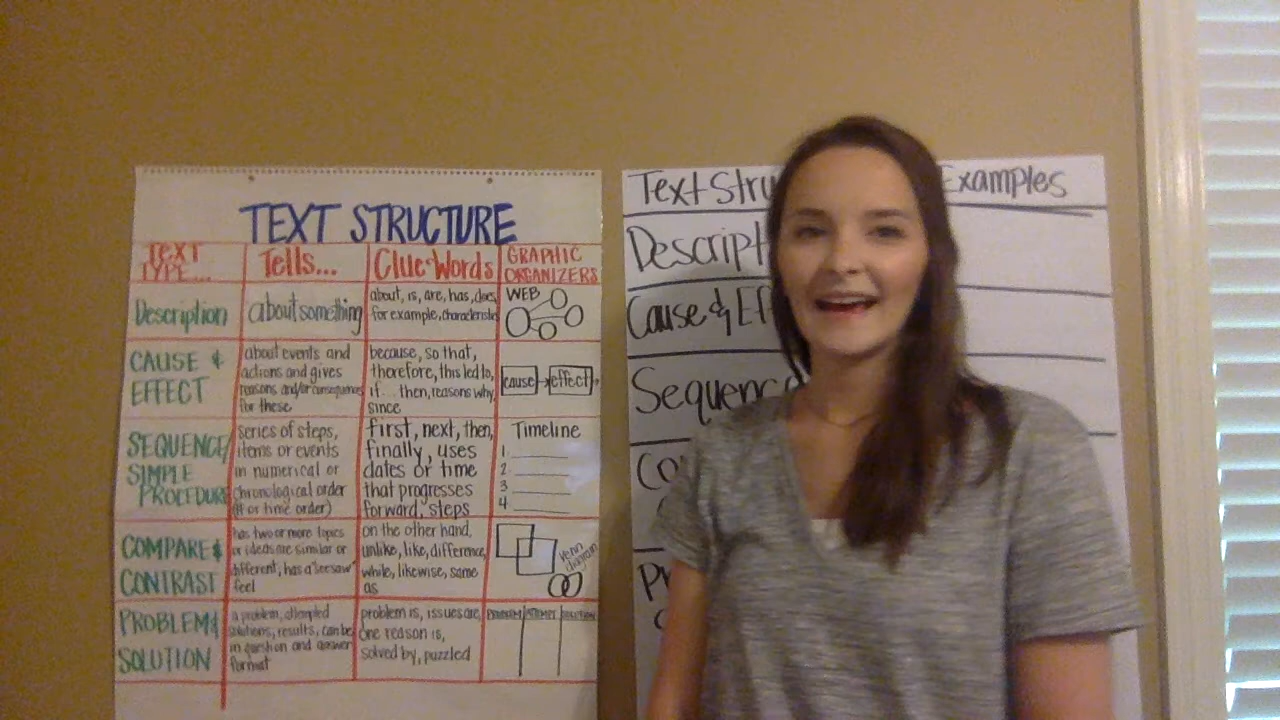 TEXT STRUCTURE
TEXT
TYPE...
Tells...
Clue Words
GRAPHIC
ORGANIZERS
Description
about something
about, is, are, has, does,
for example, characteristic
WEB
CAUSE &
EFFECT
about events and
actions and gives
reasons and/or consequences
for these
because, so that,
therefore, this led to,
if... then, reasons why,
since
cause
effect
SEQUENCE/
SIMPLE
PROCEDURE
series of steps,
items or events
in numerical or
chronological order
(# or time order)
first, next, then,
finally, uses
dates or time
that progresses
forward, steps
Timeline
1
2
3
4
COMPARE &
CONTRAST
has two or more topics
or ideas are similar or
different, has a "seesaw"
feel
on the other hand,
unlike, like, difference,
while, likewise, same
as
Venn
diagram
PROBLEM &
SOLUTION
a problem, attempted
solutions, results, can be
in question and answer
format
problem is, issues are,
one reason is,
solved by, puzzled
PROBLEM ATTEMPT SOLUTION
Text Stru Examples
Descript
Cause & Ef
Sequenc
Co
Pr